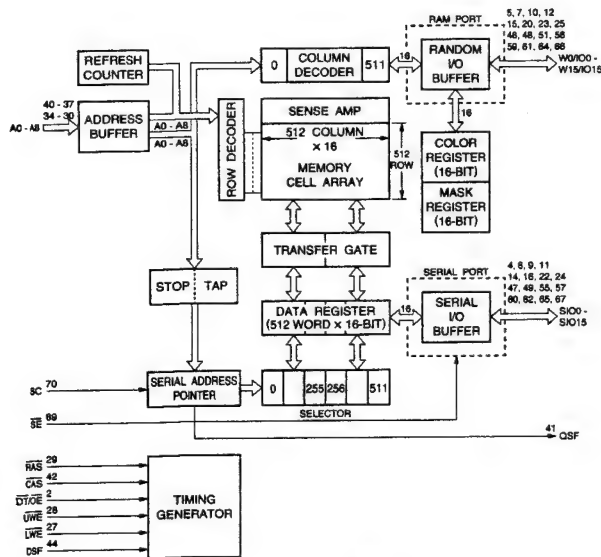 REFRESH COUNTER
40 - 37
34 - 30
A0 - A8
ADDRESS BUFFER
A0 - A8
A0 - A8
ROW DECODER
0 COLUMN DECODER 511
16
RAM PORT
RANDOM I/O BUFFER
5, 7, 10, 12
15, 20, 23, 25
46, 48, 51, 56
59, 61, 64, 66
W0/IO0 -
W15/IO15
16
SENSE AMP
512 COLUMN
× 16
MEMORY
CELL ARRAY
512 ROW
COLOR REGISTER (16-BIT)
MASK REGISTER (16-BIT)
TRANSFER GATE
STOP TAP
DATA REGISTER
(512 WORD × 16-BIT)
16
SERIAL PORT
SERIAL I/O BUFFER
4, 6, 9, 11
14, 16, 22, 24
47, 49, 55, 57
60, 62, 65, 67
SIO0 -
SIO15
SC 70
SERIAL ADDRESS POINTER
0 255 256 511
SELECTOR
SE 69
41
QSF
RAS 29
CAS 42
DT/OE 2
UWE 28
LWE 27
DSF 44
TIMING GENERATOR